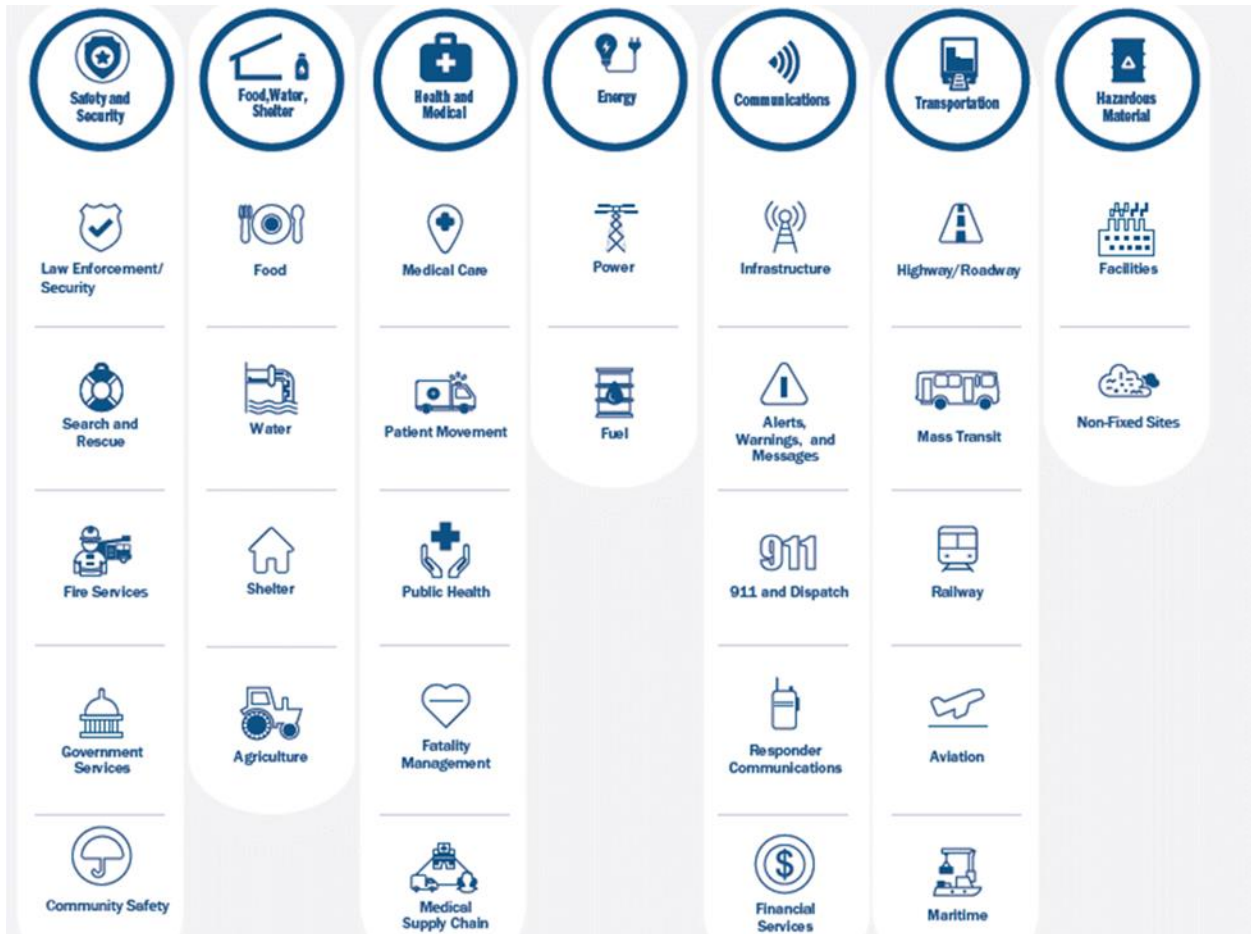 Safety and
Security
Food,Water,
Shelter
Health and
Medical
Energy
Communications
Transportation
Hazardous
Material
Law Enforcement/
Security
Food
Medical Care
Power
Infrastructure
Highway/Roadway
Facilities
Search and
Rescue
Water
Patient Movement
Fuel
Alerts,
Warnings, and
Messages
Mass Transit
Non-Fixed Sites
Fire Services
Shelter
Public Health
911
911 and Dispatch
Railway
Government
Services
Agriculture
Fatality
Management
Responder
Communications
Aviation
Community Safety
Medical
Supply Chain
$
Financial
Services
Maritime